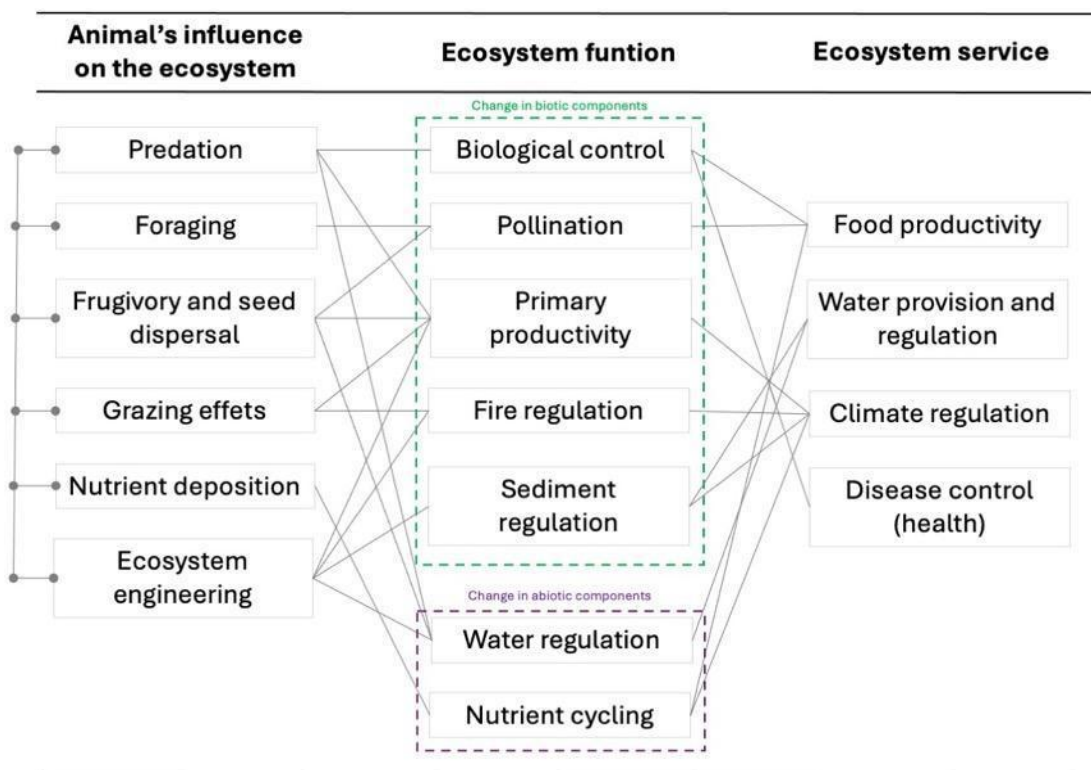 Animal's influence
on the ecosystem
Ecosystem funtion
Ecosystem service
Change in biotic components
Predation
Biological control
Foraging
Pollination
Food productivity
Frugivory and seed
dispersal
Primary
productivity
Water provision and
regulation
Grazing effets
Fire regulation
Climate regulation
Nutrient deposition
Sediment
regulation
Disease control
(health)
Ecosystem
engineering
Change in abiotic components
Water regulation
Nutrient cycling